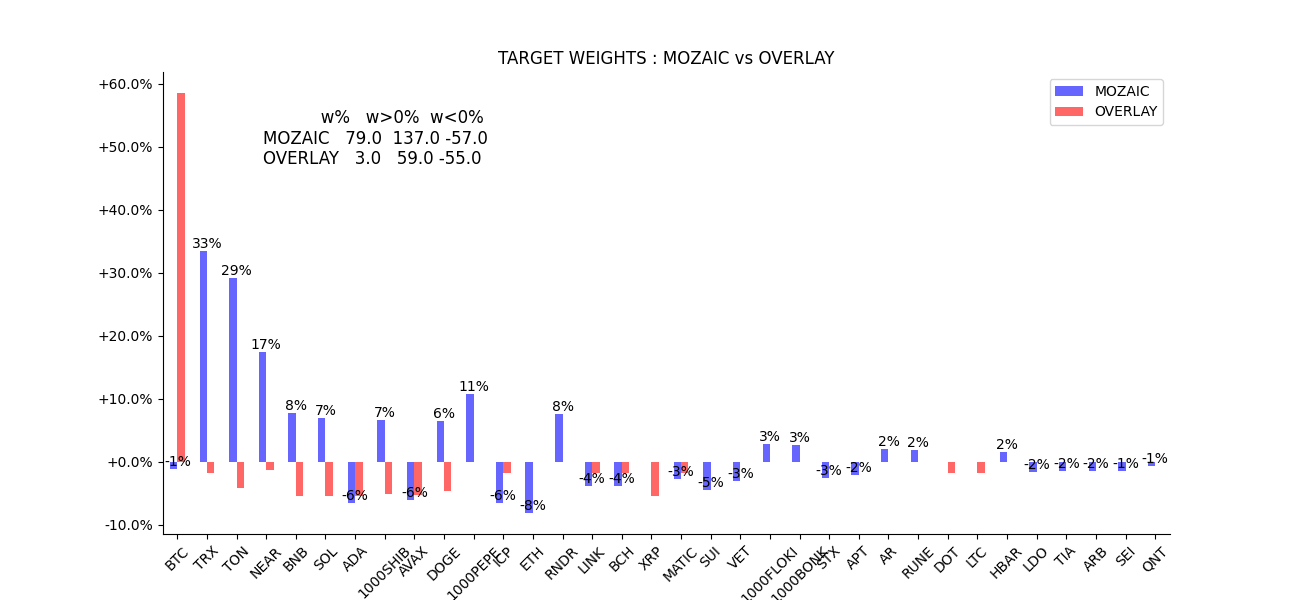 TARGET WEIGHTS : MOZAIC vs OVERLAY
+60.0%
+50.0%
+40.0%
+30.0%
+20.0%
+10.0%
+0.0%
-10.0%
w% w>0% w<0%
MOZAIC 79.0 137.0 -57.0
OVERLAY 3.0 59.0 -55.0
MOZAIC
OVERLAY
-1%
33%
29%
17%
8%
7%
-6%
7%
-6%
6%
11%
-6%
-8%
8%
-4%
-4%
-3%
-5%
-3%
3%
3%
-3%
-2%
2%
2%
2%
-2%
-2%
-2%
-1%
-1%
BTC
TRX
TON
NEAR
BNB
SOL
ADA
1000SHIB
AVAX
DOGE
1000PEPE
ICP
ETH
RNDR
LINK
BCH
XRP
MATIC
SUI
VET
1000FLOKI
1000BONK
STX
APT
AR
RUNE
DOT
LTC
HBAR
LDO
TIA
ARB
SEI
QNT